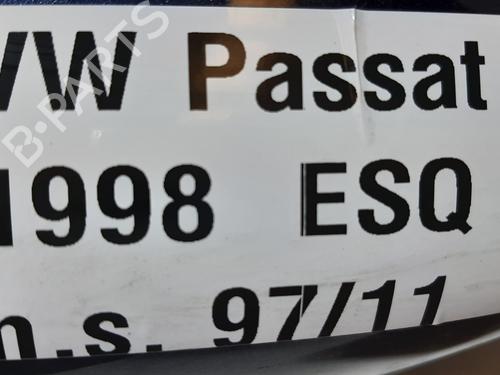 VW Passat
1998 ESQ
m.s. 97/11
B-PARTS